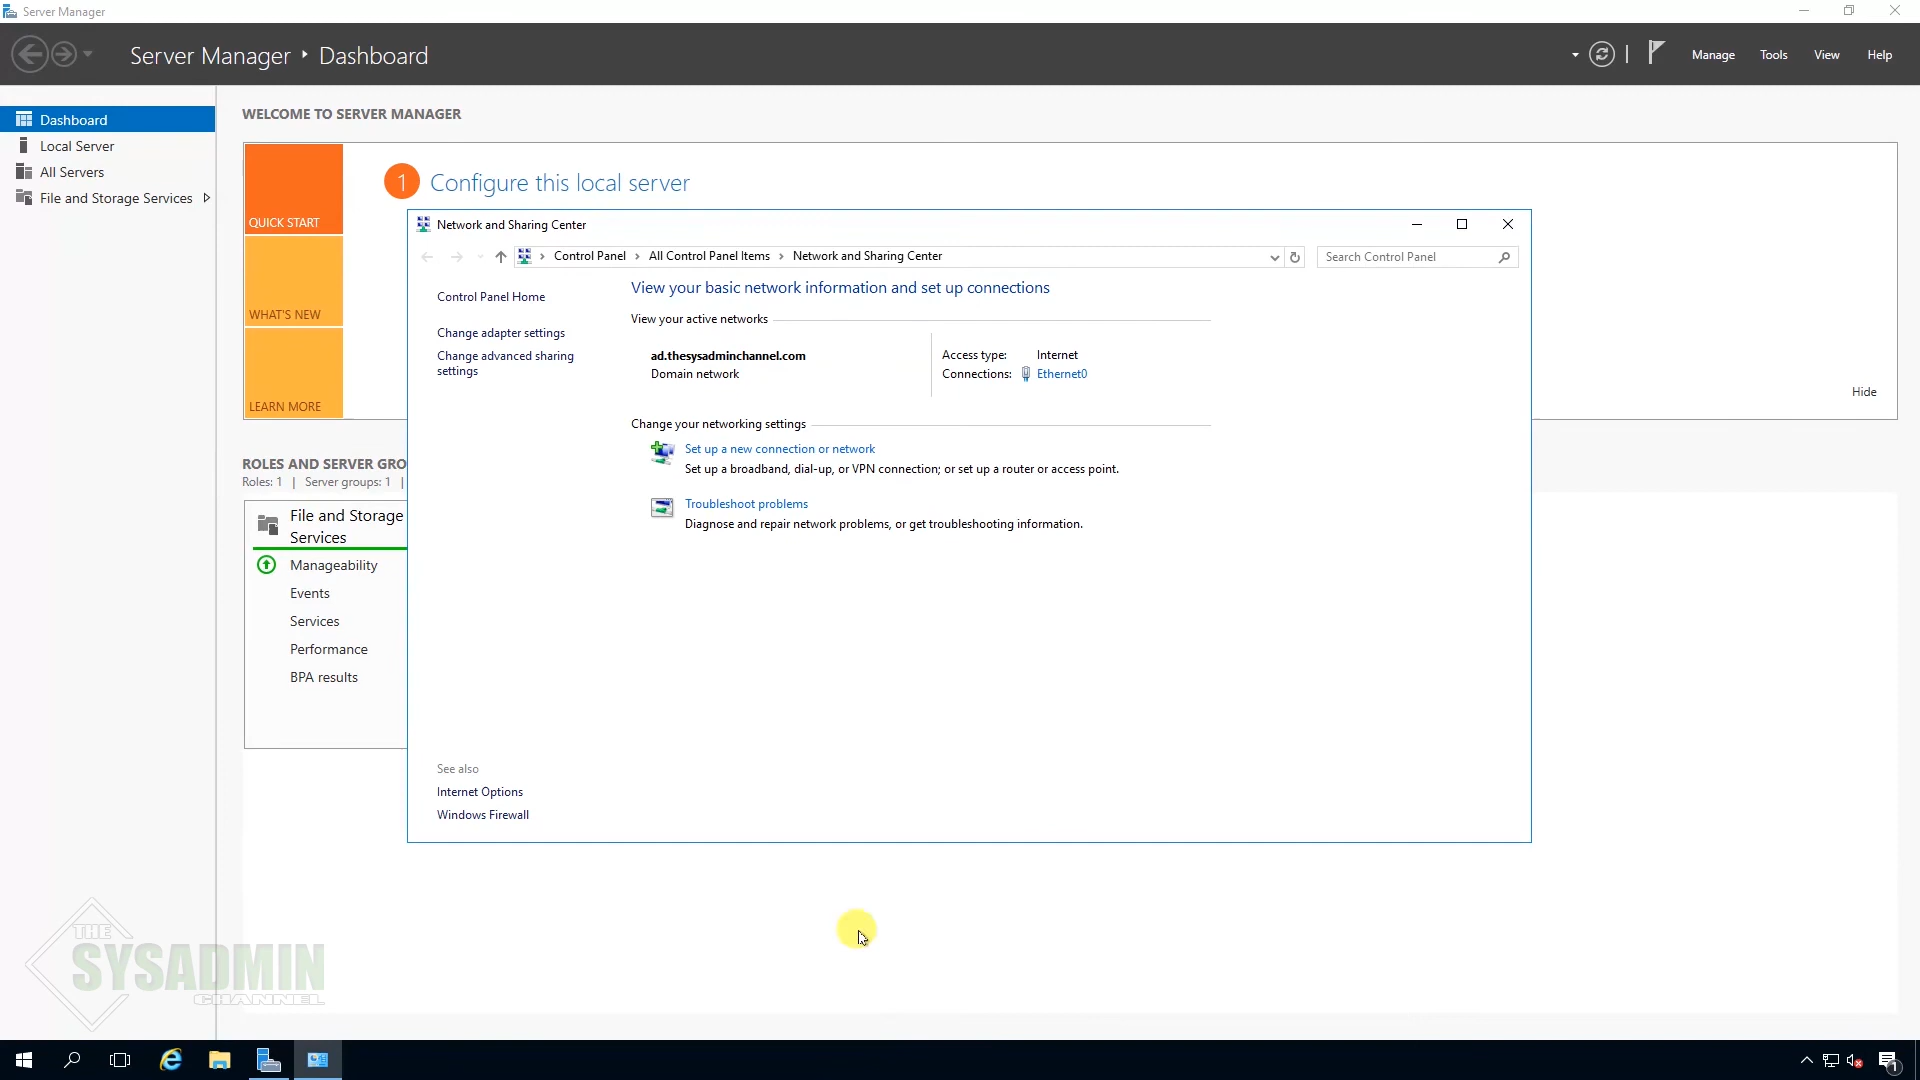 Server Manager
Server Manager ‣ Dashboard
Manage Tools View Help
Dashboard
Local Server
All Servers
File and Storage Services
WELCOME TO SERVER MANAGER
QUICK START
WHAT'S NEW
LEARN MORE
1 Configure this local server
Hide
ROLES AND SERVER GRO
Roles: 1 | Server groups: 1 |
File and Storage
Services
Manageability
Events
Services
Performance
BPA results
Network and Sharing Center
Control Panel › All Control Panel Items › Network and Sharing Center
Search Control Panel
Control Panel Home
Change adapter settings
Change advanced sharing
settings
See also
Internet Options
Windows Firewall
View your basic network information and set up connections
View your active networks
ad.thesysadminchannel.com
Domain network
Access type: Internet
Connections: Ethernet0
Change your networking settings
Set up a new connection or network
Set up a broadband, dial-up, or VPN connection; or set up a router or access point.
Troubleshoot problems
Diagnose and repair network problems, or get troubleshooting information.
THE
SYSADMIN
CHANNEL
1